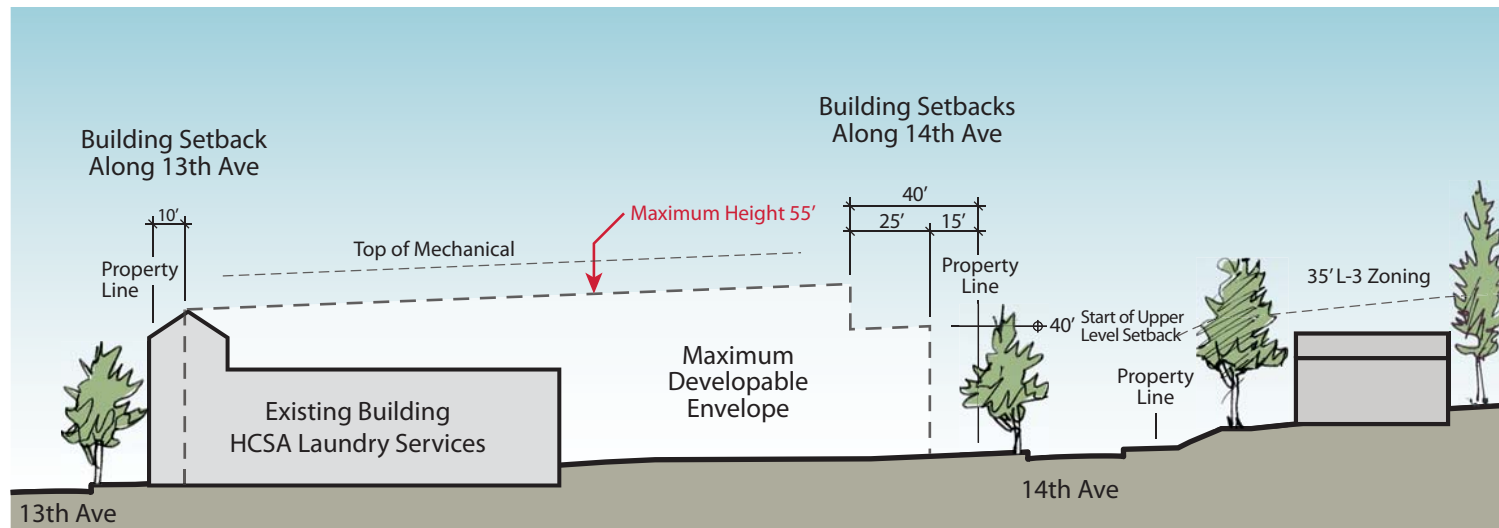 Building Setback
Along 13th Ave
10’
Property
Line
Top of Mechanical
Maximum Height 55’
Building Setbacks
Along 14th Ave
40’
25’
15’
Property
Line
40’
Start of Upper
Level Setback
35’ L-3 Zoning
Property
Line
Maximum
Developable
Envelope
Existing Building
HCSA Laundry Services
13th Ave
14th Ave